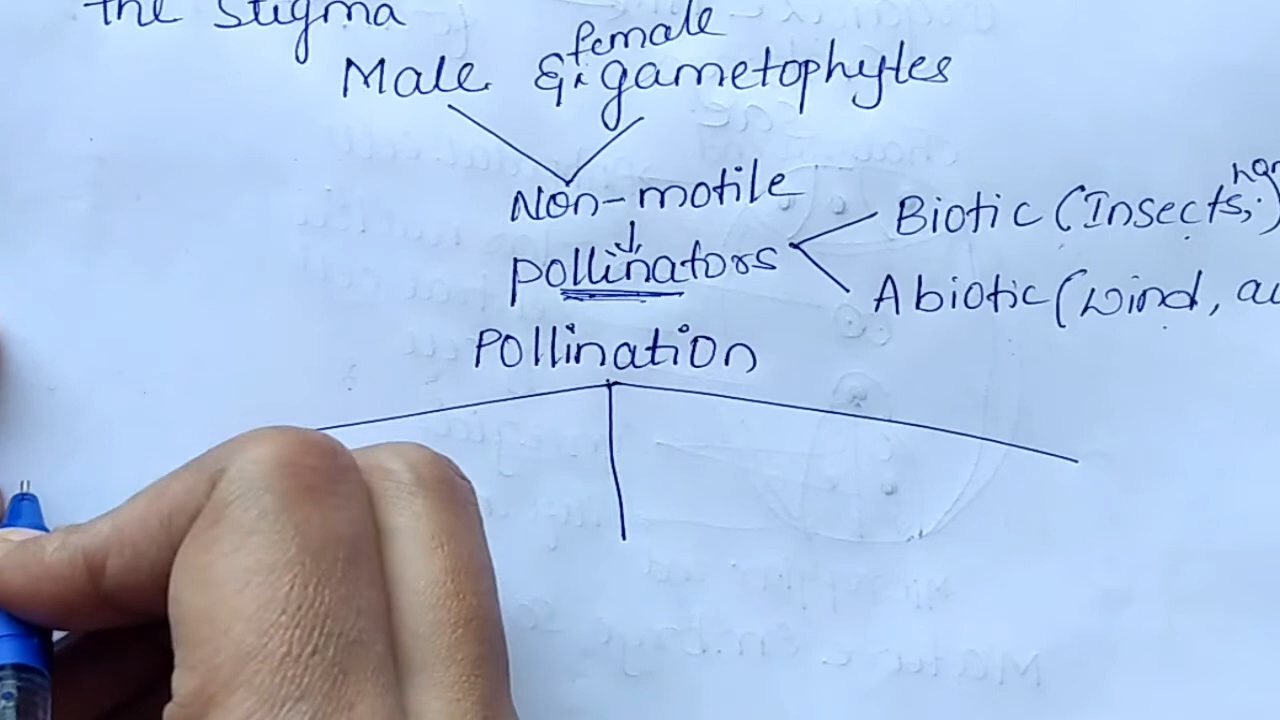 the stigma
female
Male & gametophytes
Non-motile
Biotic (Insects,
pollinators
Abiotic (wind,
Pollination